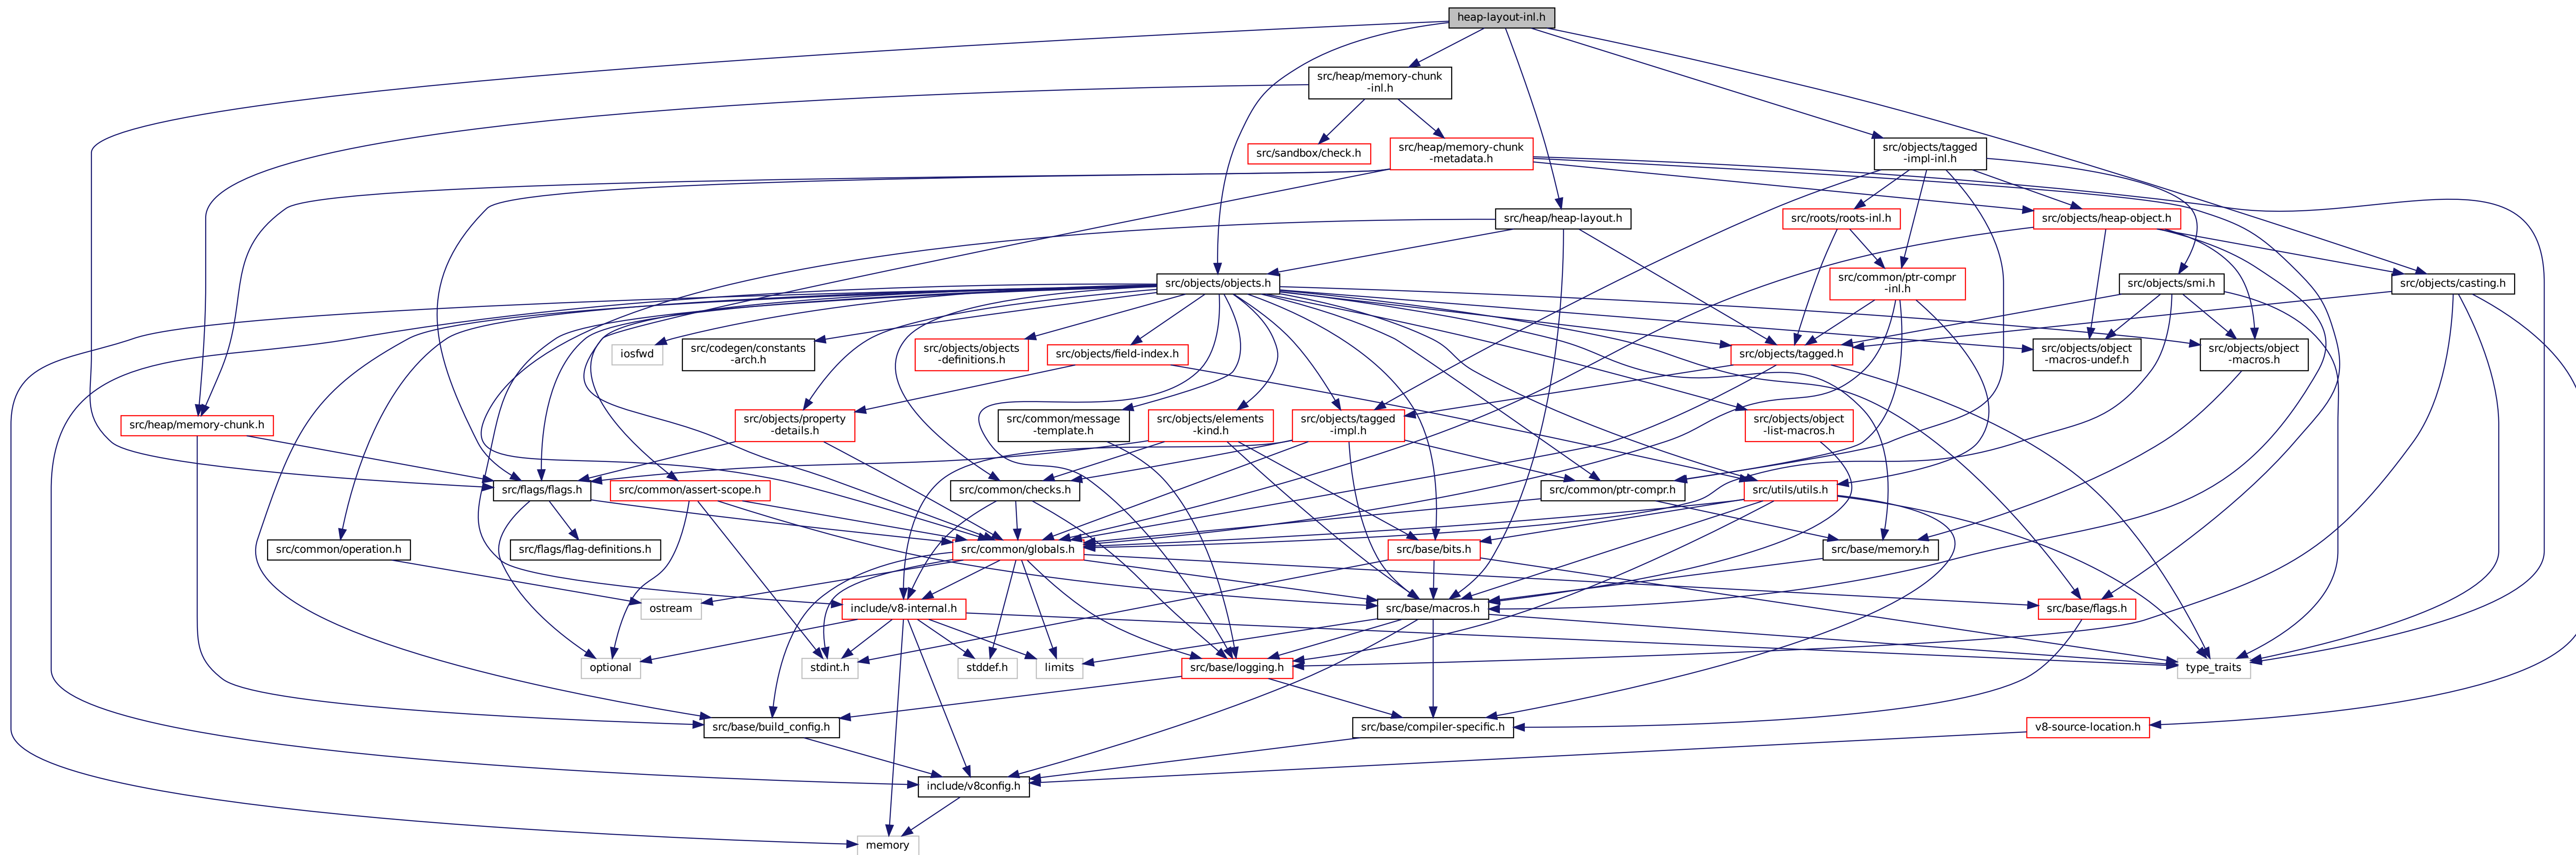 heap-layout-inl.h
src/heap/memory-chunk
-inl.h
src/sandbox/check.h
src/heap/memory-chunk
-metadata.h
src/objects/tagged
-impl-inl.h
src/heap/heap-layout.h
src/roots/roots-inl.h
src/objects/heap-object.h
src/objects/objects.h
src/common/ptr-compr
-inl.h
src/objects/smi.h
src/objects/casting.h
iosfwd
src/codegen/constants
-arch.h
src/objects/objects
-definitions.h
src/objects/field-index.h
src/objects/tagged.h
src/objects/object
-macros-undef.h
src/objects/object
-macros.h
src/heap/memory-chunk.h
src/objects/property
-details.h
src/common/message
-template.h
src/objects/elements
-kind.h
src/objects/tagged
-impl.h
src/objects/object
-list-macros.h
src/flags/flags.h
src/common/assert-scope.h
src/common/checks.h
src/common/ptr-compr.h
src/utils/utils.h
src/common/operation.h
src/flags/flag-definitions.h
src/common/globals.h
src/base/bits.h
src/base/memory.h
ostream
include/v8-internal.h
src/base/macros.h
src/base/flags.h
optional
stdint.h
stddef.h
limits
src/base/logging.h
type_traits
src/base/build_config.h
src/base/compiler-specific.h
v8-source-location.h
include/v8config.h
memory